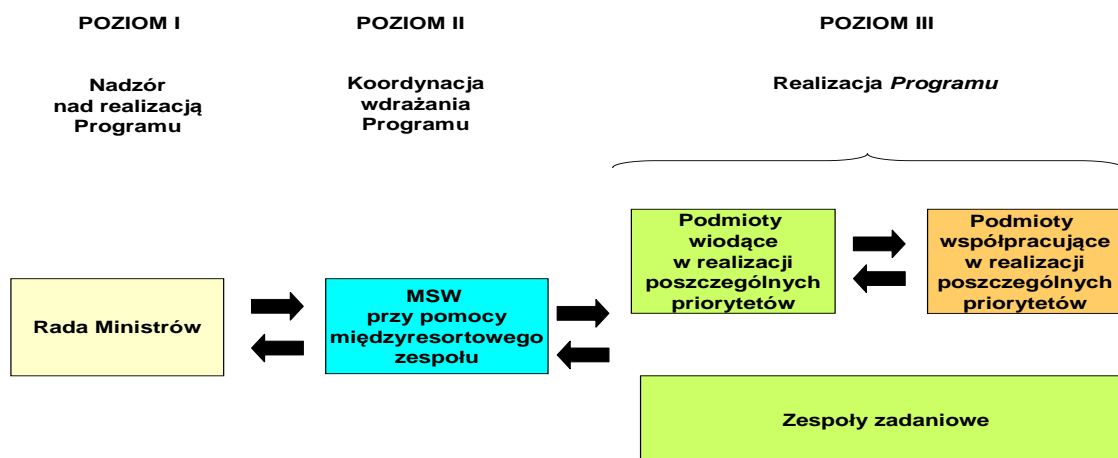 POZIOM I
POZIOM II
POZIOM III
Nadzór
nad realizacją
Programu
Koordynacja
wdrażania
Programu
Realizacja Programu
Rada Ministrów
MSW
przy pomocy
międzyresortowego
zespołu
Podmioty
wiodące
w realizacji
poszczególnych
priorytetów
Podmioty
współpracujące
w realizacji
poszczególnych
priorytetów
Zespoły zadaniowe